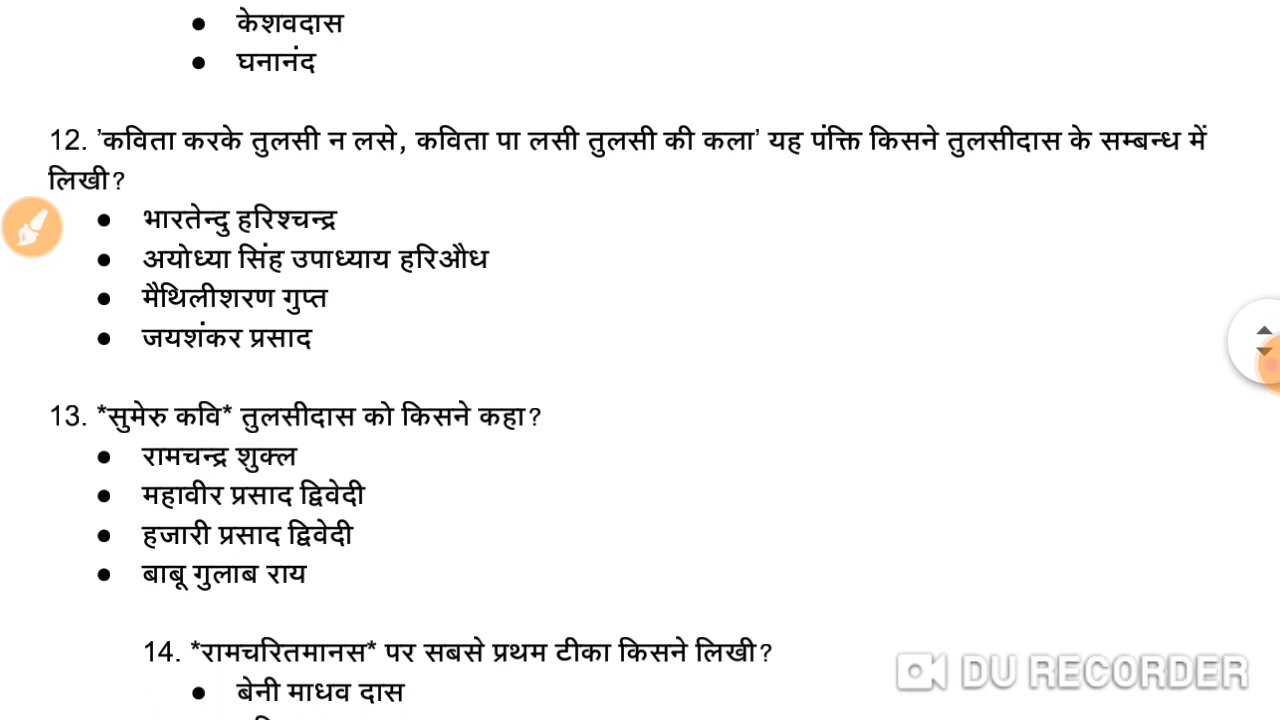 ● केशवदास
● घनानंद
12. 'कविता करके तुलसी न लसे, कविता पा लसी तुलसी की कला' यह पंक्ति किसने तुलसीदास के सम्बन्ध में
लिखी?
● भारतेन्दु हरिश्चन्द्र
● अयोध्या सिंह उपाध्याय हरिऔध
● मैथिलीशरण गुप्त
● जयशंकर प्रसाद
13. *सुमेरु कवि* तुलसीदास को किसने कहा?
● रामचन्द्र शुक्ल
● महावीर प्रसाद द्विवेदी
● हजारी प्रसाद द्विवेदी
● बाबू गुलाब राय
14. *रामचरितमानस* पर सबसे प्रथम टीका किसने लिखी?
● बेनी माधव दास
DU RECORDER